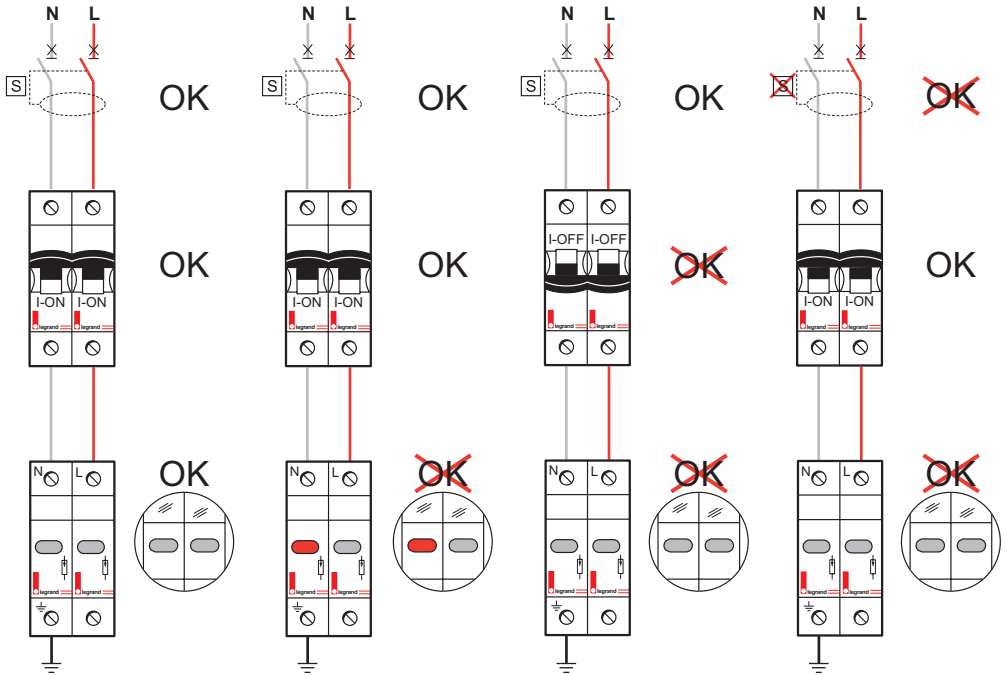 N L N L N L N L
S OK S OK S OK S OK
I-OFF I-OFF
OK OK OK OK
I-ON I-ON I-ON I-ON I-ON I-ON
legrand legrand legrand legrand legrand legrand legrand legrand
N L OK N L OK N L OK N L OK
legrand legrand legrand legrand legrand legrand legrand legrand